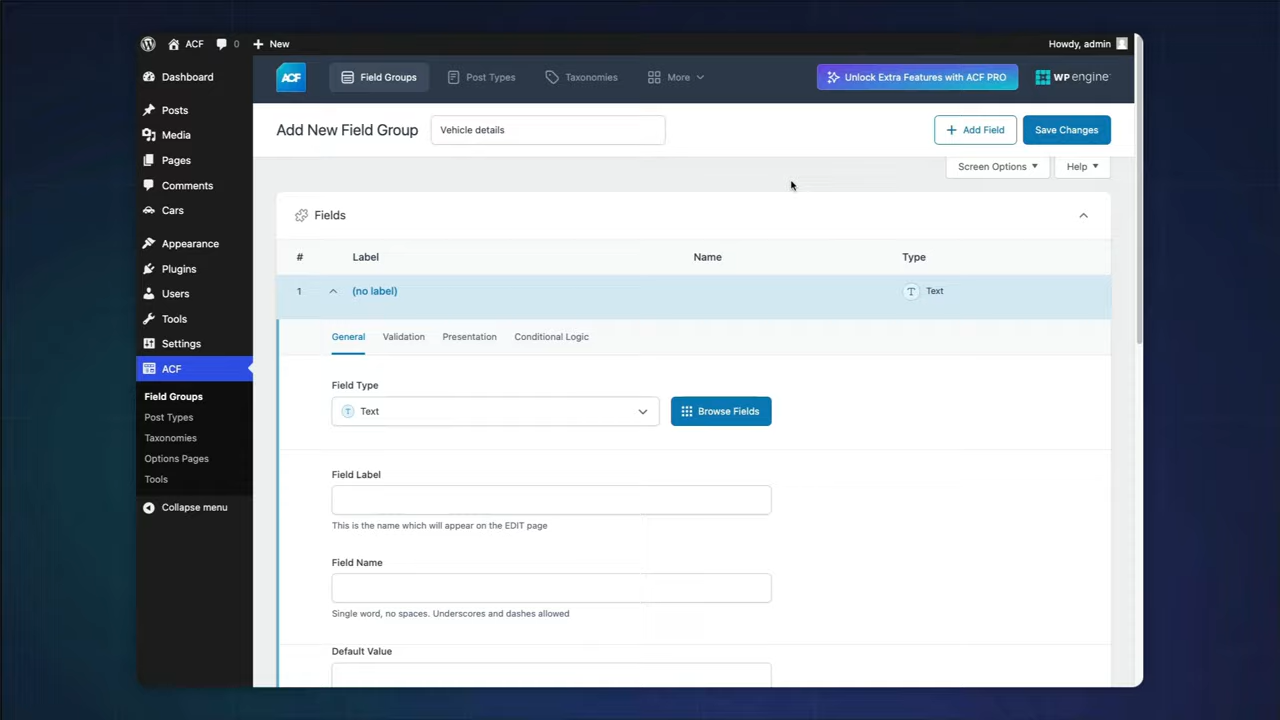 ACF 0 New Howdy, admin
Dashboard
Posts
Media
Pages
Comments
Cars
Appearance
Plugins
Users
Tools
Settings
ACF
Field Groups
Post Types
Taxonomies
Options Pages
Tools
Collapse menu
ACF Field Groups Post Types Taxonomies More Unlock Extra Features with ACF PRO WP engine
Add New Field Group Vehicle details + Add Field Save Changes
Screen Options Help
Fields
# Label Name Type
1 (no label) T Text
General Validation Presentation Conditional Logic
Field Type
T Text Browse Fields
Field Label
This is the name which will appear on the EDIT page
Field Name
Single word, no spaces. Underscores and dashes allowed
Default Value